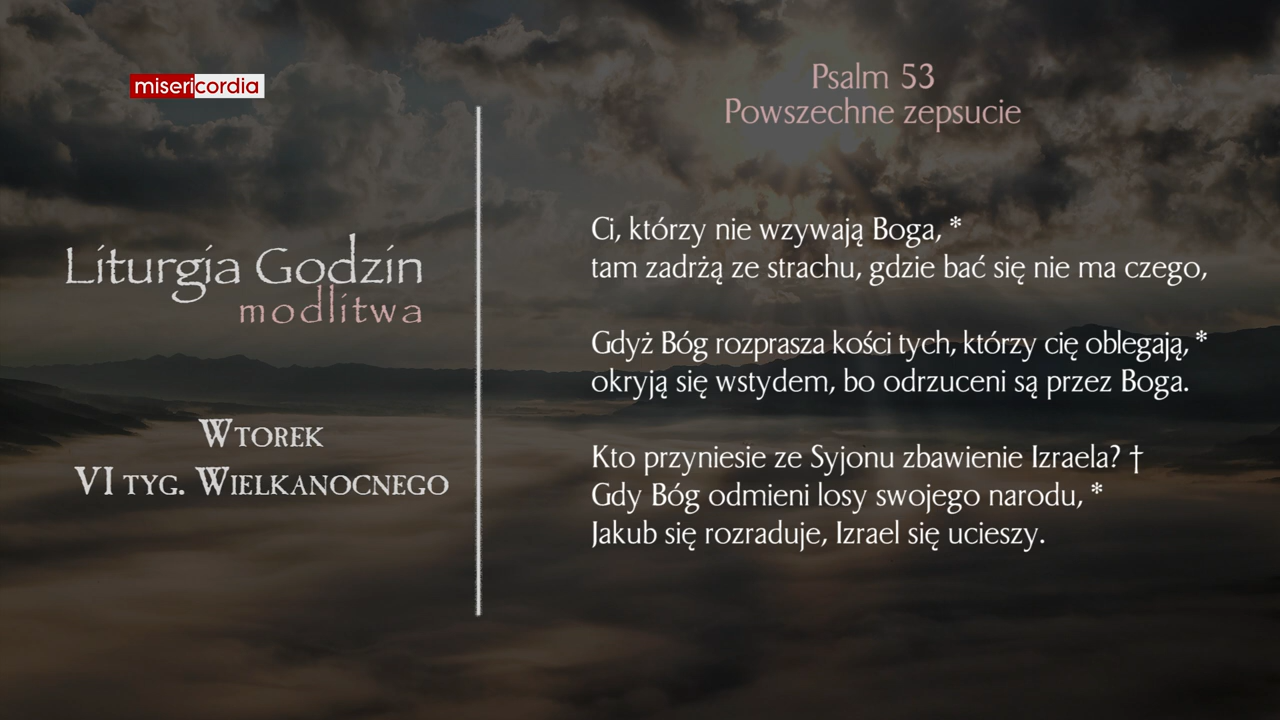 misericordia
Liturgia Godzin
modlitwa
Wtorek
VI tyg. Wielkanocnego
Psalm 53
Powszechne zepsucie
Ci, którzy nie wzywają Boga, *
tam zadrżą ze strachu, gdzie bać się nie ma czego,
Gdyż Bóg rozprasza kości tych, którzy cię oblegają, *
okryją się wstydem, bo odrzuceni są przez Boga.
Kto przyniesie ze Syjonu zbawienie Izraela? †
Gdy Bóg odmieni losy swojego narodu, *
Jakub się rozraduje, Izrael się ucieszy.